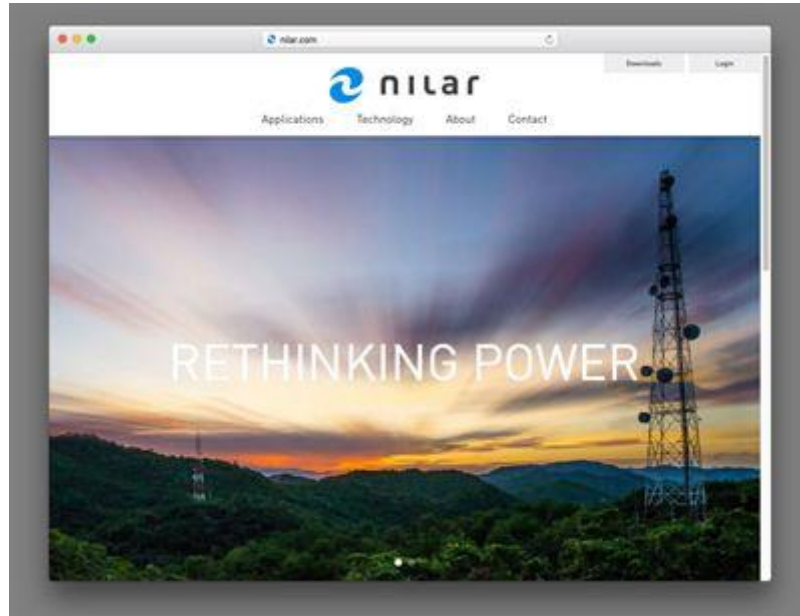 nilar.com
Downloads Login
nilar
Applications Technology About Contact
RETHINKING POWER